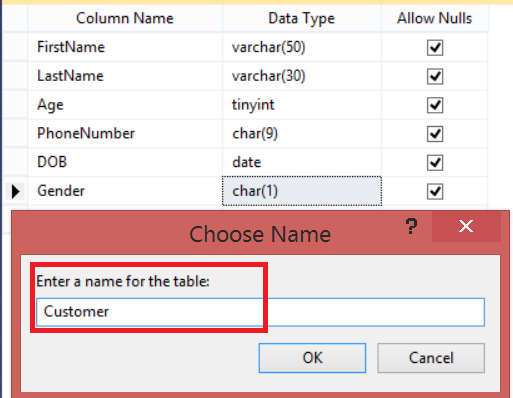 Column Name Data Type Allow Nulls
FirstName varchar(50)
LastName varchar(30)
Age tinyint
PhoneNumber char(9)
DOB date
Gender char(1)
Choose Name ?
Enter a name for the table:
Customer
OK Cancel